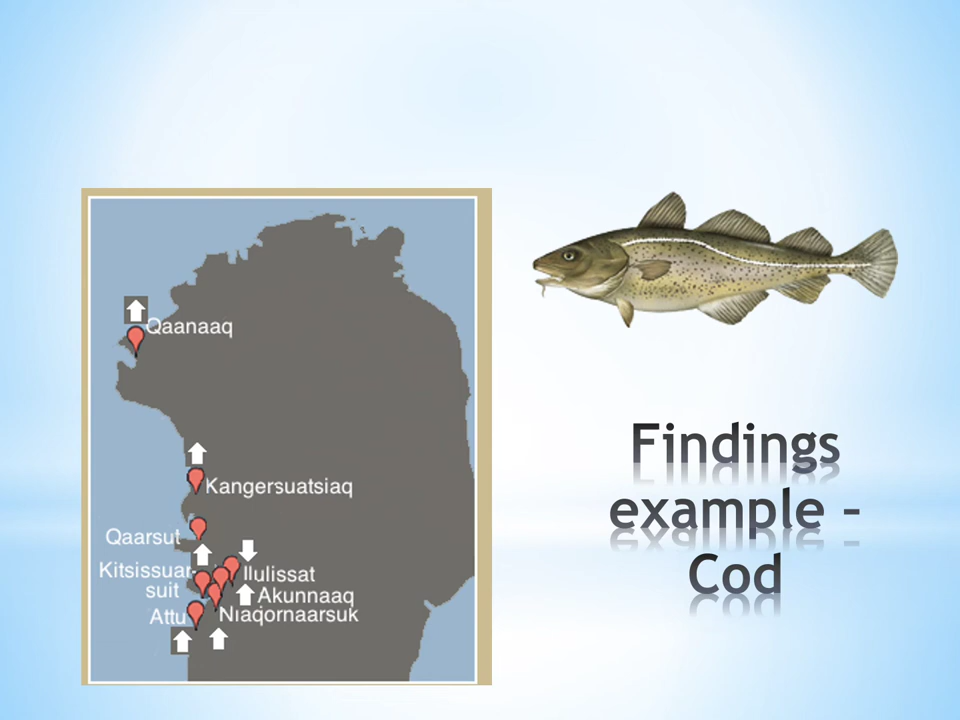 Qaanaaq
Kangersuatsiaq
Qaarsut
Kitsissuar-
suit
Ilulissat
Akunnaaq
Attu
Niaqornaarsuk
Findings
example –
Cod